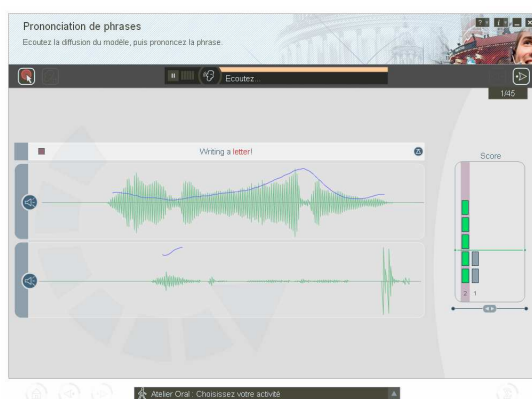 Prononciation de phrases
Ecoutez la diffusion du modèle, puis prononcez la phrase.
Ecoutez...
1/45
Writing a letter!
Score
2 1
Atelier Oral : Choisissez votre activité